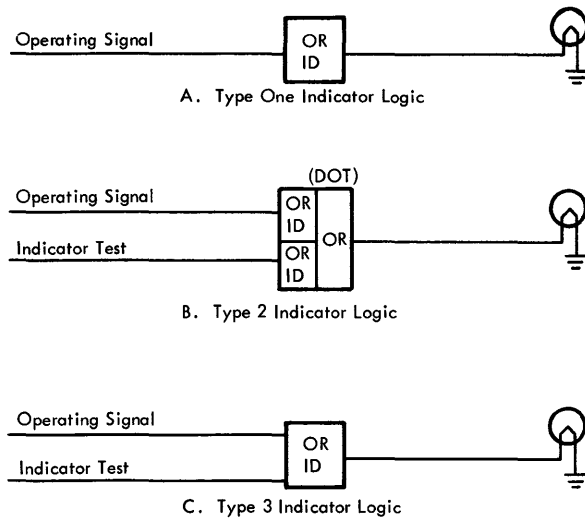 Operating Signal
OR
ID
A. Type One Indicator Logic
(DOT)
Operating Signal
OR
ID
OR
Indicator Test
OR
ID
B. Type 2 Indicator Logic
Operating Signal
OR
ID
Indicator Test
C. Type 3 Indicator Logic